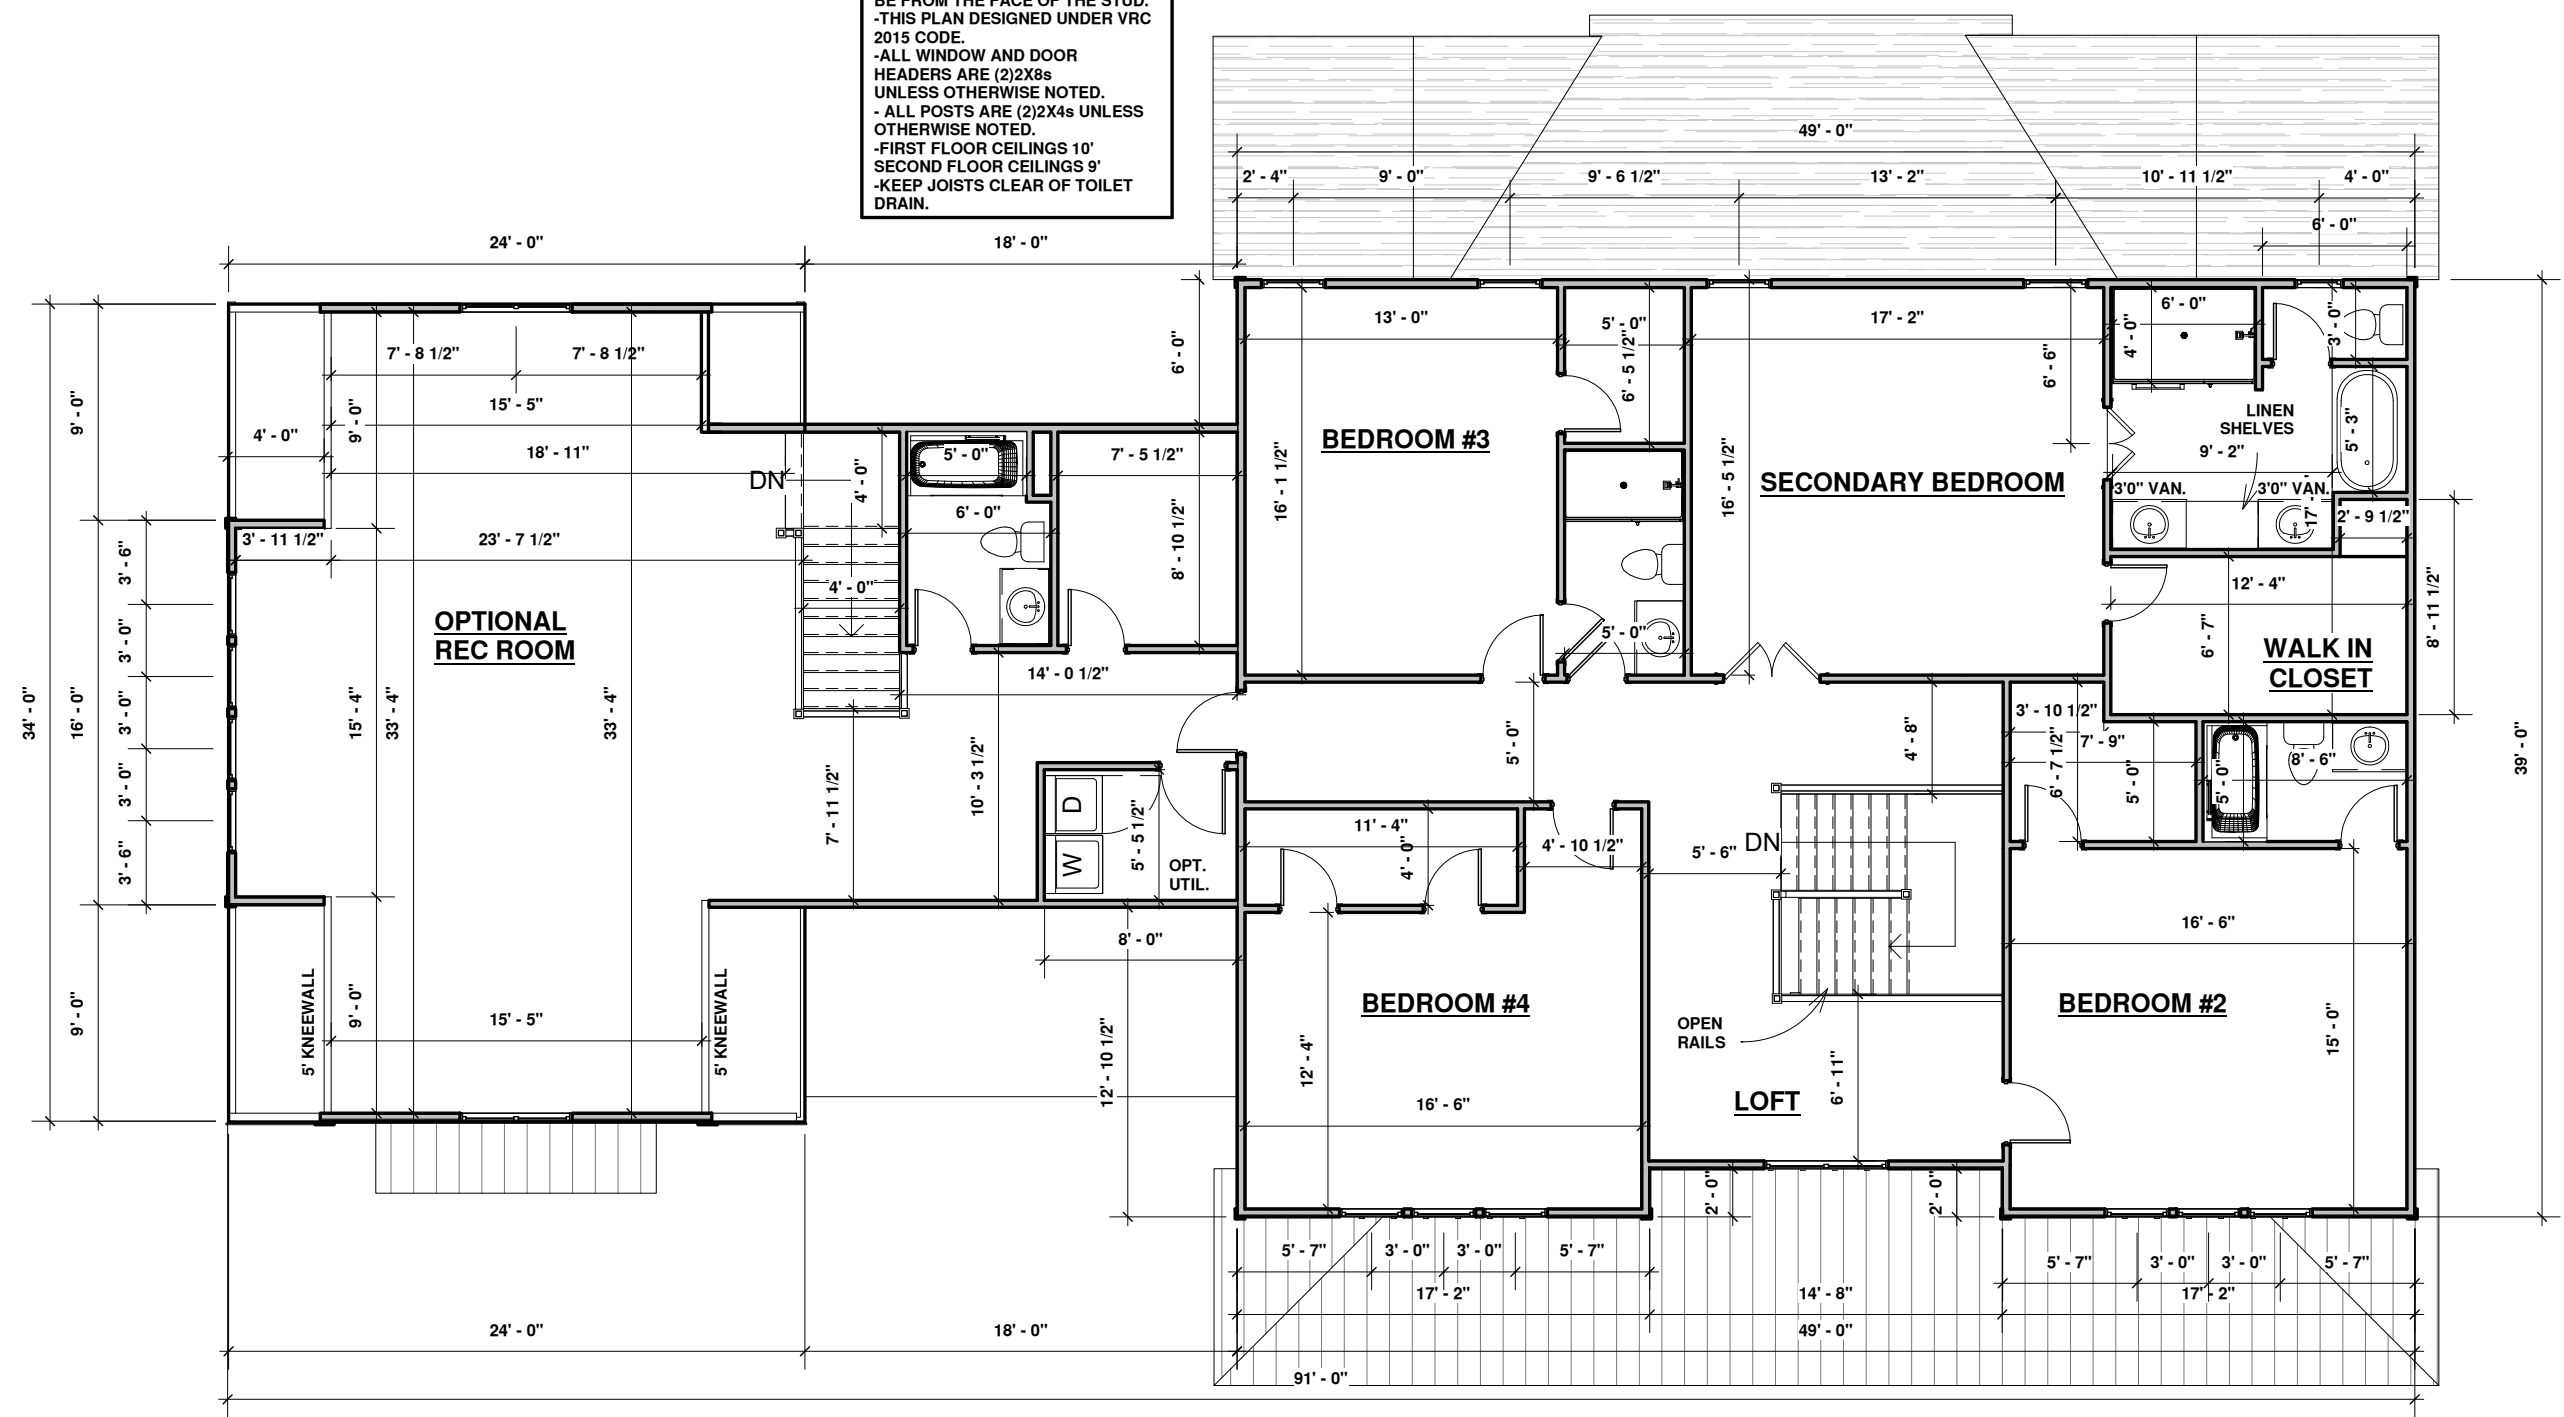 BE FROM THE FACE OF THE STUD.
-THIS PLAN DESIGNED UNDER VRC
2015 CODE.
-ALL WINDOW AND DOOR
HEADERS ARE (2)2X8s
UNLESS OTHERWISE NOTED.
- ALL POSTS ARE (2)2X4s UNLESS
OTHERWISE NOTED.
-FIRST FLOOR CEILINGS 10'
SECOND FLOOR CEILINGS 9'
-KEEP JOISTS CLEAR OF TOILET
DRAIN.
49' - 0"
2' - 4"
9' - 0"
9' - 6 1/2"
13' - 2"
10' - 11 1/2"
4' - 0"
6' - 0"
24' - 0"
18' - 0"
34' - 0"
9' - 0"
16' - 0"
9' - 0"
3' - 6"
3' - 0"
3' - 0"
3' - 0"
3' - 6"
7' - 8 1/2"
7' - 8 1/2"
15' - 5"
9' - 0"
4' - 0"
18' - 11"
3' - 11 1/2"
23' - 7 1/2"
OPTIONAL
REC ROOM
15' - 4"
33' - 4"
33' - 4"
5' KNEEWALL
9' - 0"
15' - 5"
5' KNEEWALL
DN
4' - 0"
4' - 0"
5' - 0"
6' - 0"
7' - 5 1/2"
8' - 10 1/2"
6' - 0"
14' - 0 1/2"
7' - 11 1/2"
10' - 3 1/2"
D
W
5' - 5 1/2"
OPT.
UTIL.
8' - 0"
12' - 10 1/2"
13' - 0"
BEDROOM #3
16' - 1 1/2"
5' - 0"
6' - 5 1/2"
5' - 0"
17' - 2"
SECONDARY BEDROOM
16' - 5 1/2"
6' - 6"
6' - 0"
4' - 0"
3' - 0"
LINEN
SHELVES
9' - 2"
5' - 3"
3'0" VAN.
3'0" VAN.
17' - 0"
2' - 9 1/2"
12' - 4"
6' - 7"
WALK IN
CLOSET
8' - 11 1/2"
39' - 0"
5' - 0"
4' - 8"
3' - 10 1/2"
7' - 9"
6' - 7 1/2"
5' - 0"
5' - 0"
8' - 6"
11' - 4"
4' - 0"
4' - 10 1/2"
5' - 6"
DN
16' - 6"
BEDROOM #4
12' - 4"
16' - 6"
OPEN
RAILS
LOFT
6' - 11"
BEDROOM #2
15' - 0"
2' - 0"
2' - 0"
5' - 7"
3' - 0"
3' - 0"
5' - 7"
17' - 2"
14' - 8"
5' - 7"
3' - 0"
3' - 0"
5' - 7"
17' - 2"
24' - 0"
18' - 0"
49' - 0"
91' - 0"